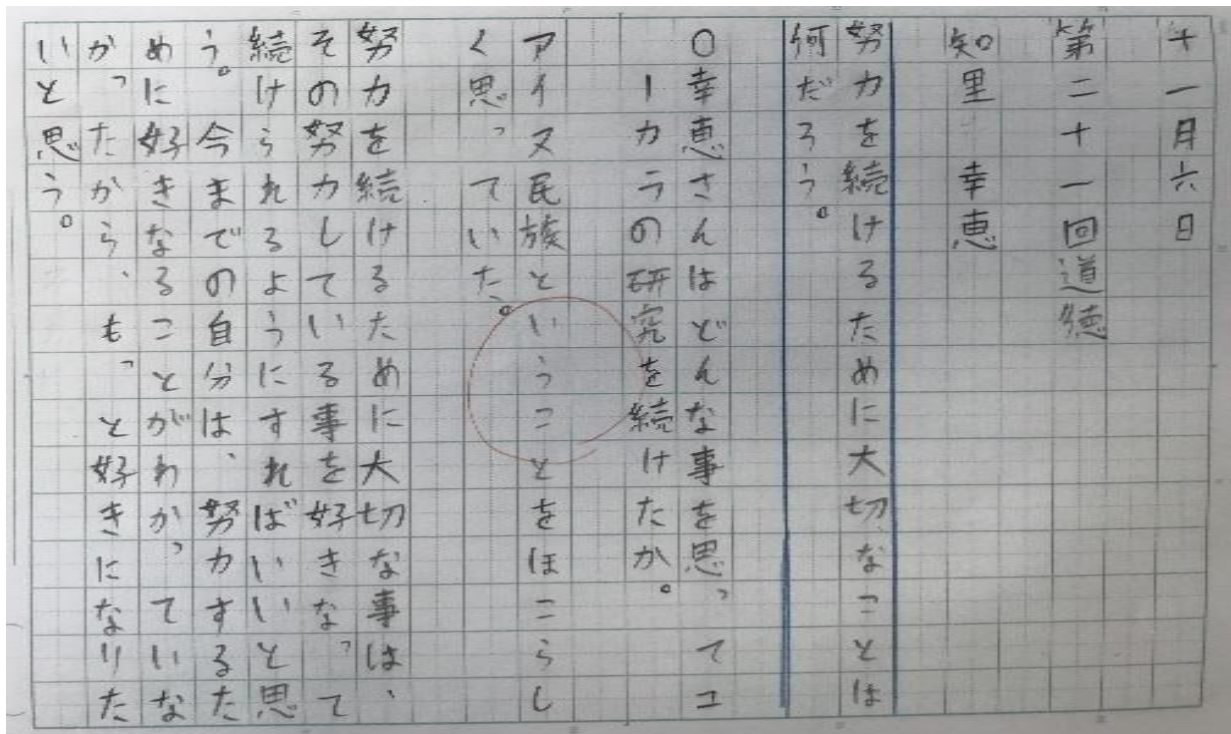 十一月六日
第二十一回道徳
知里 幸恵
努力を続けるために大切なことは
何だろう。
○幸恵さんはどんな事を思ってユ
ーカラの研究を続けたか。
アイヌ民族ということをほこらし
く思っていた。
努力を続けるために大切な事は、
その努力している事を好きなって
続けられるようにすればいいと思
う。今までの自分は、努力するた
めに好きなることがわかっていな
かったから、もっと好きになりた
いと思う。